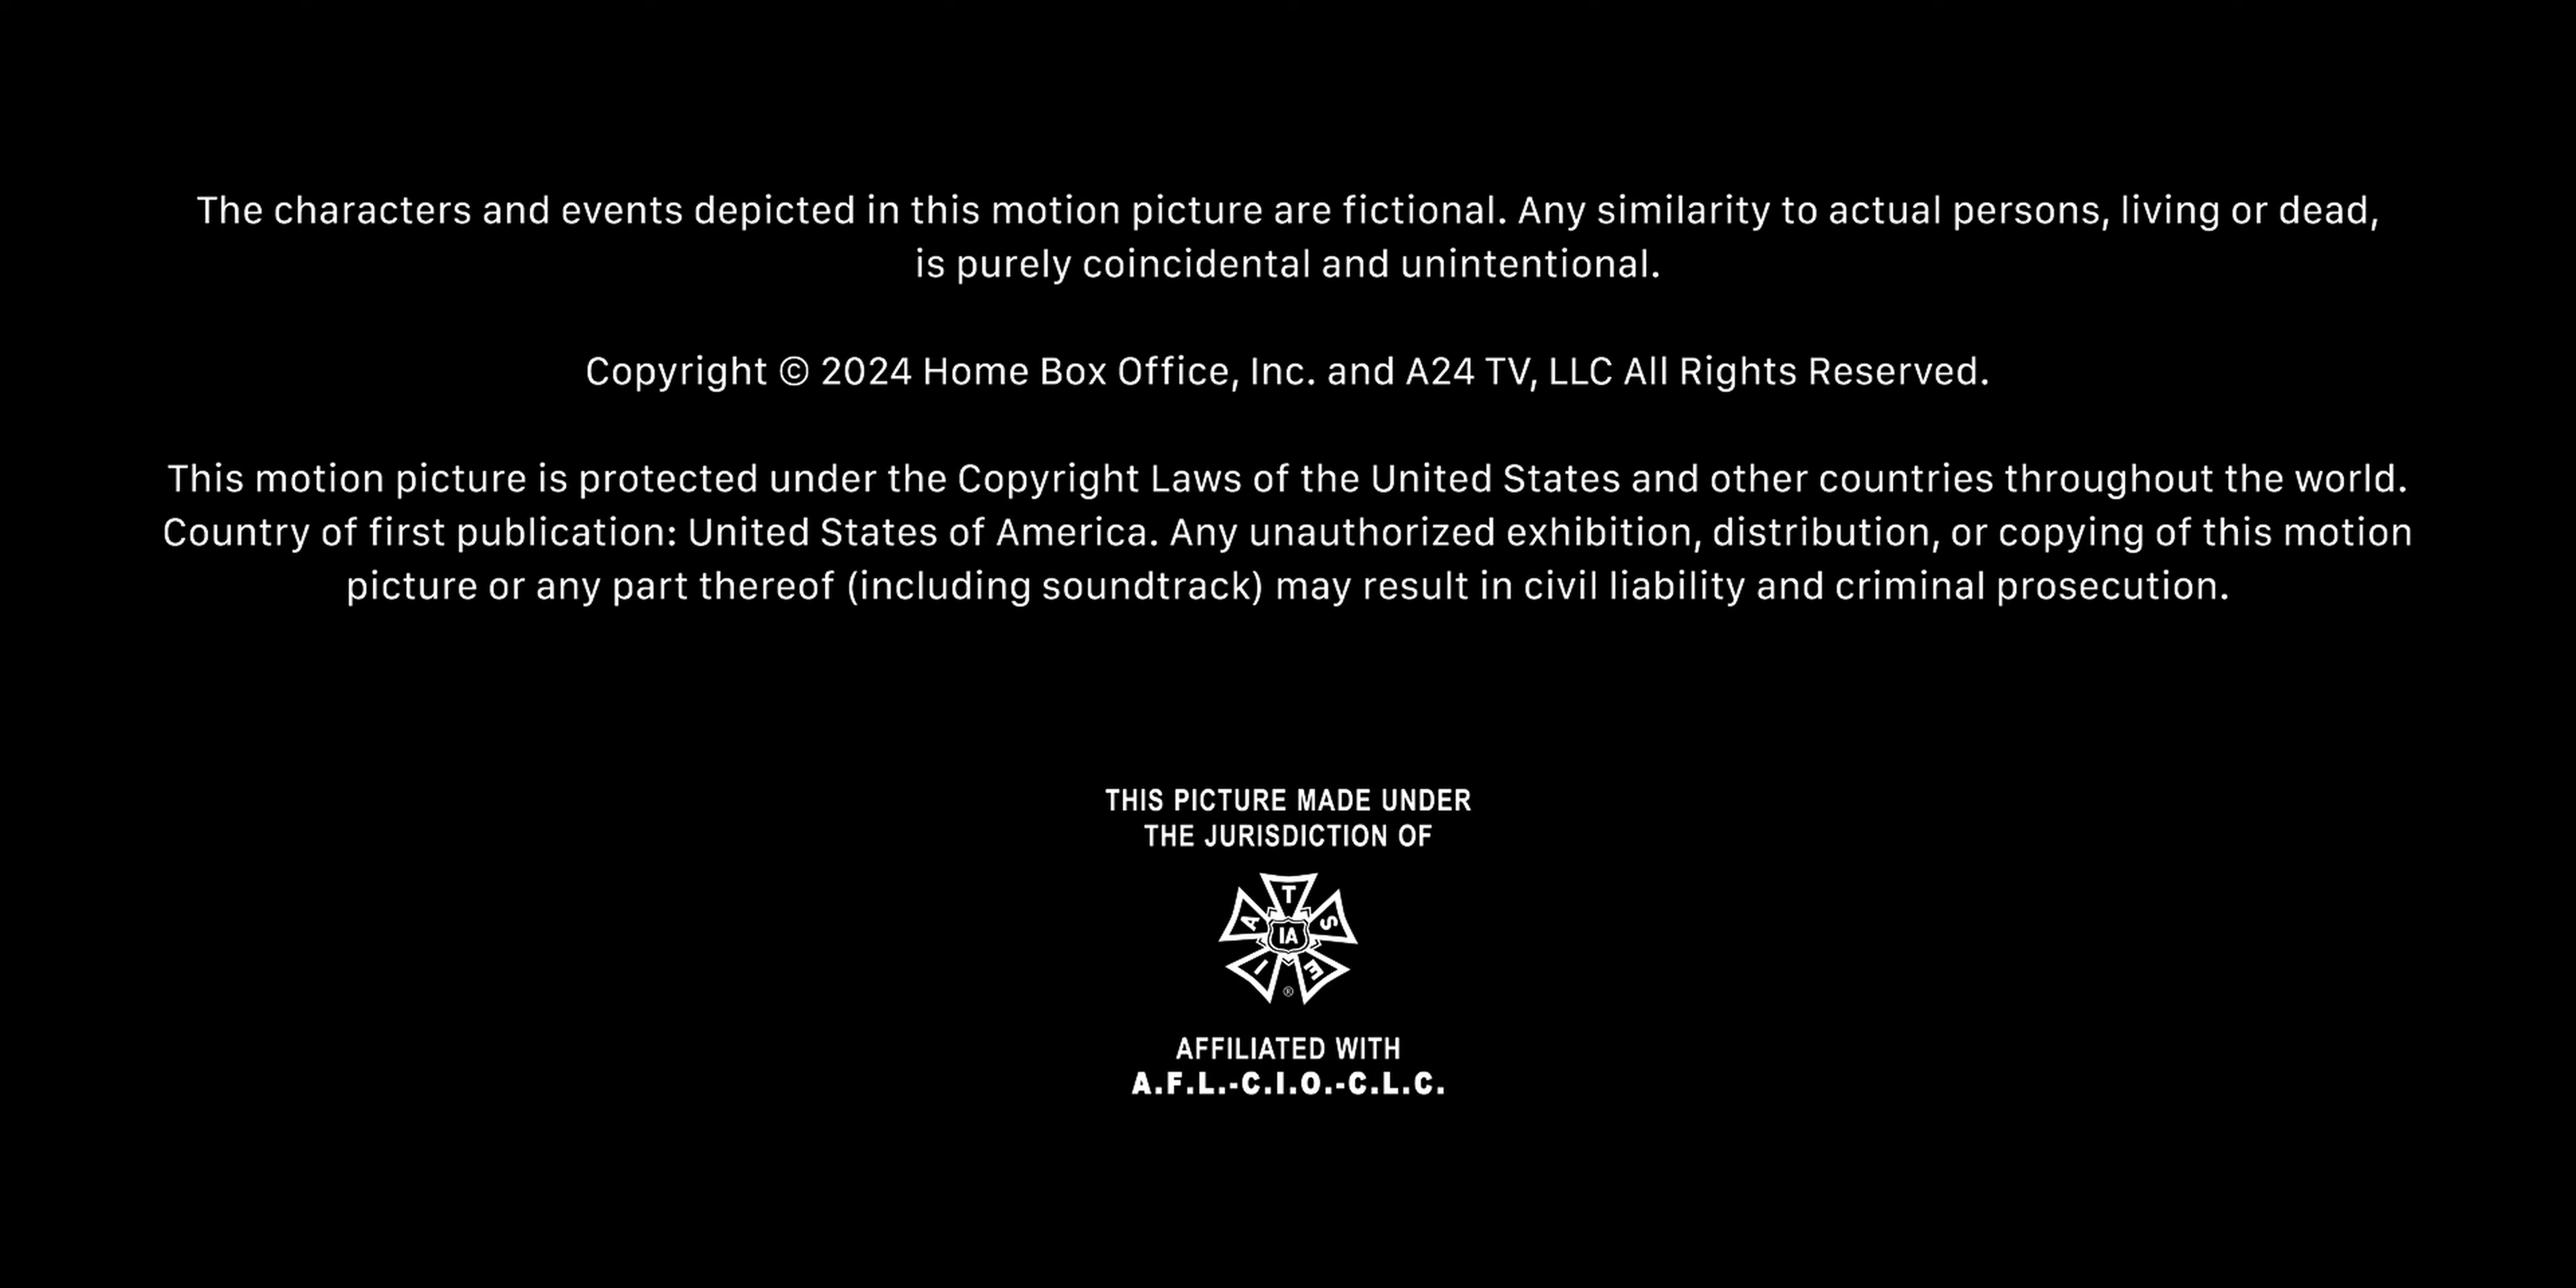 The characters and events depicted in this motion picture are fictional. Any similarity to actual persons, living or dead,
is purely coincidental and unintentional.
Copyright © 2024 Home Box Office, Inc. and A24 TV, LLC All Rights Reserved.
This motion picture is protected under the Copyright Laws of the United States and other countries throughout the world.
Country of first publication: United States of America. Any unauthorized exhibition, distribution, or copying of this motion
picture or any part thereof (including soundtrack) may result in civil liability and criminal prosecution.
THIS PICTURE MADE UNDER
THE JURISDICTION OF
I A T S E
IA
®
AFFILIATED WITH
A.F.L.-C.I.O.-C.L.C.